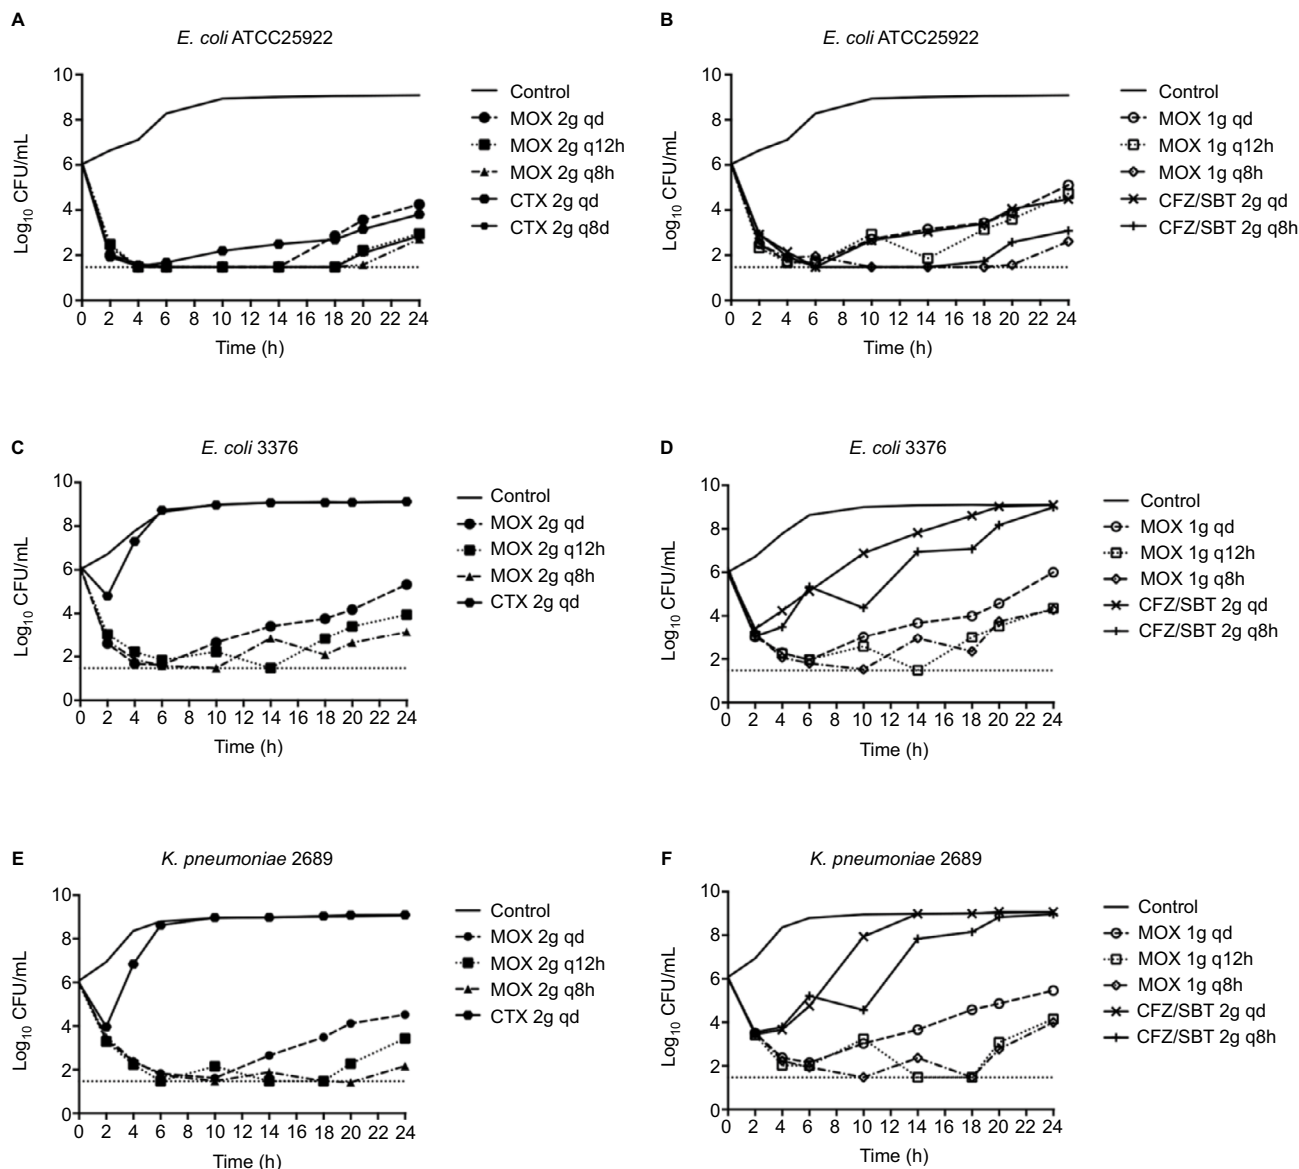 A
E. coli ATCC25922
Log10 CFU/mL
10
8
6
4
2
0
0 2 4 6 8 10 12 14 16 18 20 22 24
Time (h)
Control
MOX 2g qd
MOX 2g q12h
MOX 2g q8h
CTX 2g qd
CTX 2g q8d
B
E. coli ATCC25922
Log10 CFU/mL
10
8
6
4
2
0
0 2 4 6 8 10 12 14 16 18 20 22 24
Time (h)
Control
MOX 1g qd
MOX 1g q12h
MOX 1g q8h
CFZ/SBT 2g qd
CFZ/SBT 2g q8h
C
E. coli 3376
Log10 CFU/mL
10
8
6
4
2
0
0 2 4 6 8 10 12 14 16 18 20 22 24
Time (h)
Control
MOX 2g qd
MOX 2g q12h
MOX 2g q8h
CTX 2g qd
D
E. coli 3376
Log10 CFU/mL
10
8
6
4
2
0
0 2 4 6 8 10 12 14 16 18 20 22 24
Time (h)
Control
MOX 1g qd
MOX 1g q12h
MOX 1g q8h
CFZ/SBT 2g qd
CFZ/SBT 2g q8h
E
K. pneumoniae 2689
Log10 CFU/mL
10
8
6
4
2
0
0 2 4 6 8 10 12 14 16 18 20 22 24
Time (h)
Control
MOX 2g qd
MOX 2g q12h
MOX 2g q8h
CTX 2g qd
F
K. pneumoniae 2689
Log10 CFU/mL
10
8
6
4
2
0
0 2 4 6 8 10 12 14 16 18 20 22 24
Time (h)
Control
MOX 1g qd
MOX 1g q12h
MOX 1g q8h
CFZ/SBT 2g qd
CFZ/SBT 2g q8h